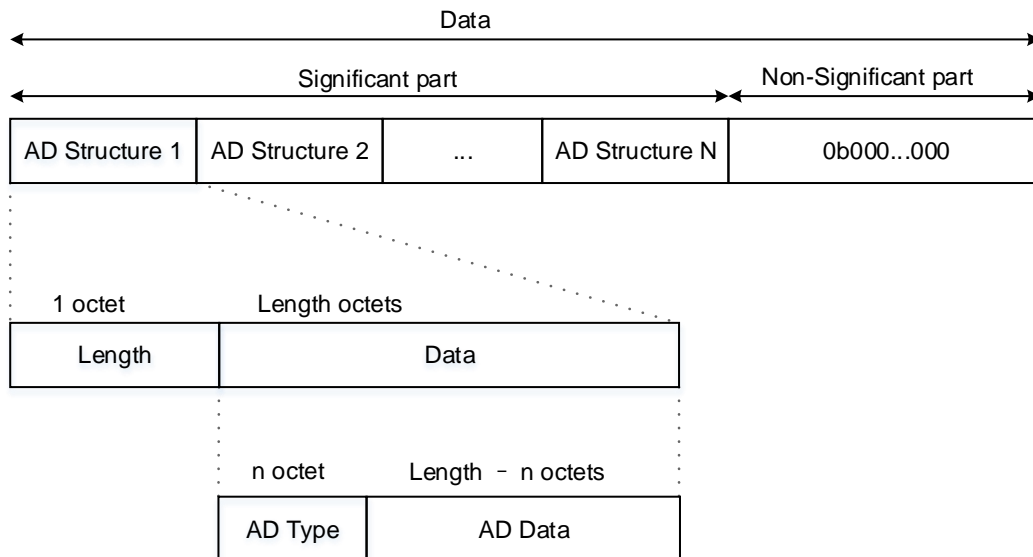 Data
Significant part
Non-Significant part
AD Structure 1
AD Structure 2
...
AD Structure N
0b000...000
1 octet
Length octets
Length
Data
n octet
Length - n octets
AD Type
AD Data